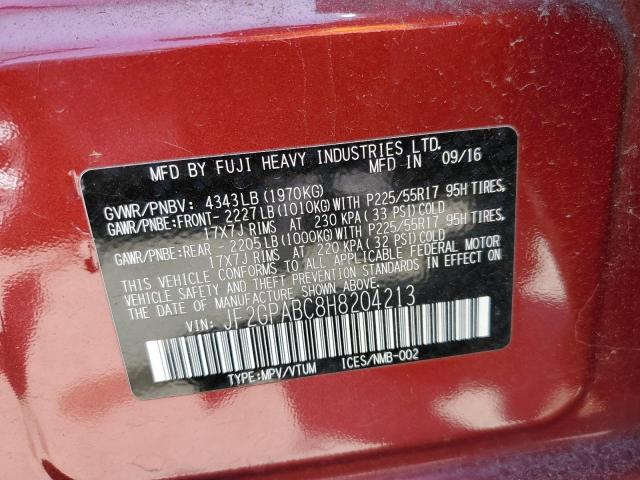 MFD BY FUJI HEAVY INDUSTRIES LTD.
MFD IN 09/16
GVWR/PNBV: 4343LB(1970KG)
GAWR/PNBE:FRONT- 2227LB(1010KG)WITH P225/55R17 95H TIRES,
17X7J RIMS AT 230 KPA(33 PSI)COLD
GAWR/PNBE:REAR - 2205LB(1000KG)WITH P225/55R17 95H TIRES,
17X7J RIMS AT 220 KPA(32 PSI)COLD
THIS VEHICLE CONFORMS TO ALL APPLICABLE FEDERAL MOTOR
VEHICLE SAFETY AND THEFT PREVENTION STANDARDS IN EFFECT ON
THE DATE OF MANUFACTURE SHOWN ABOVE.
VIN: JF2GPABC8H8204213
TYPE:MPV/VTUM ICES/NMB-002